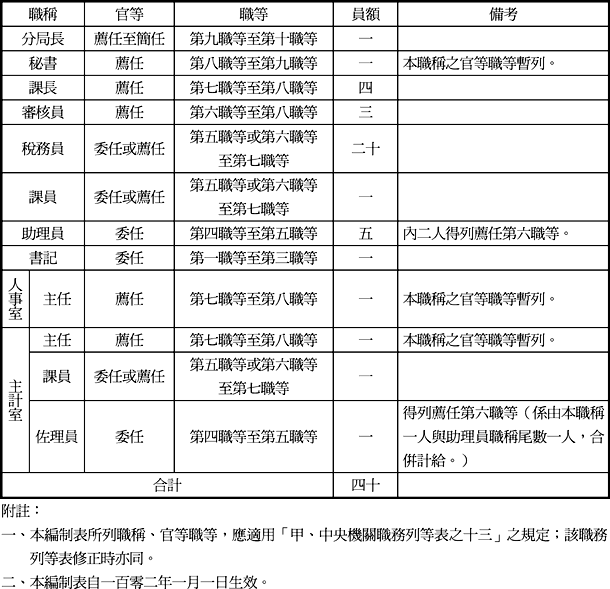 職稱 官等 職等 員額 備考
分局長 薦任至簡任 第九職等至第十職等 一
秘書 薦任 第八職等至第九職等 一 本職稱之官等職等暫列。
課長 薦任 第七職等至第八職等 四
審核員 薦任 第六職等至第八職等 三
稅務員 委任或薦任 第五職等或第六職等
至第七職等 二十
課員 委任或薦任 第五職等或第六職等
至第七職等 一
助理員 委任 第四職等至第五職等 五 內二人得列薦任第六職等。
書記 委任 第一職等至第三職等 一
人事室 主任 薦任 第七職等至第八職等 一 本職稱之官等職等暫列。
主計室 主任 薦任 第七職等至第八職等 一 本職稱之官等職等暫列。
課員 委任或薦任 第五職等或第六職等
至第七職等 一
佐理員 委任 第四職等至第五職等 一 得列薦任第六職等（係由本職稱
一人與助理員職稱尾數一人，合
併計給。）
合計 四十
附註：
一、本編制表所列職稱、官等職等，應適用「甲、中央機關職務列等表之十三」之規定；該職務
列等表修正時亦同。
二、本編制表自一百零二年一月一日生效。